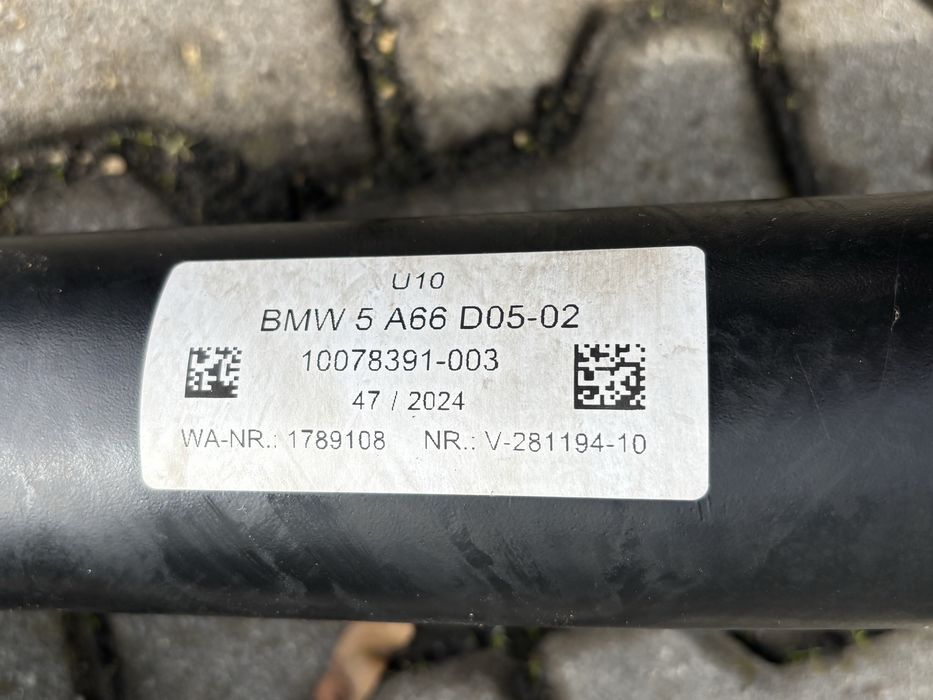 U10
BMW 5 A66 D05-02
10078391-003
47 / 2024
WA-NR.: 1789108 NR.: V-281194-10